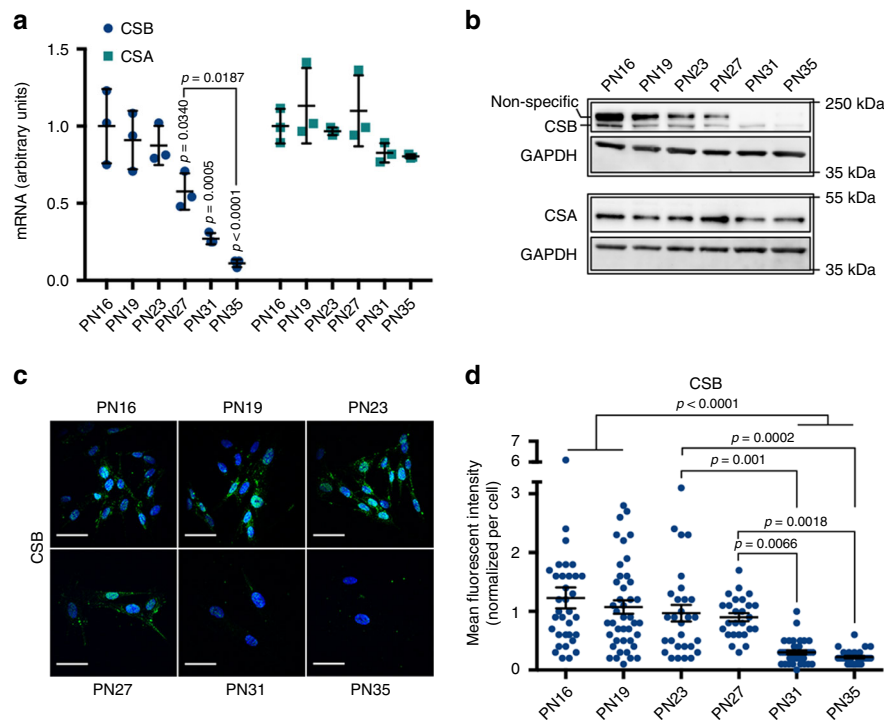 a
CSB
CSA
1.5
1.0
0.5
0.0
mRNA (arbitrary units)
p = 0.0187
p = 0.0340
p = 0.0005
p < 0.0001
PN16
PN19
PN23
PN27
PN31
PN35
PN16
PN19
PN23
PN27
PN31
PN35
b
PN16
PN19
PN23
PN27
PN31
PN35
Non-specific
CSB
GAPDH
250 kDa
35 kDa
CSA
GAPDH
55 kDa
35 kDa
c
PN16
PN19
PN23
CSB
PN27
PN31
PN35
d
CSB
p < 0.0001
p = 0.0002
p = 0.001
p = 0.0018
p = 0.0066
7
6
3
2
1
0
Mean fluorescent intensity
(normalized per cell)
PN16
PN19
PN23
PN27
PN31
PN35